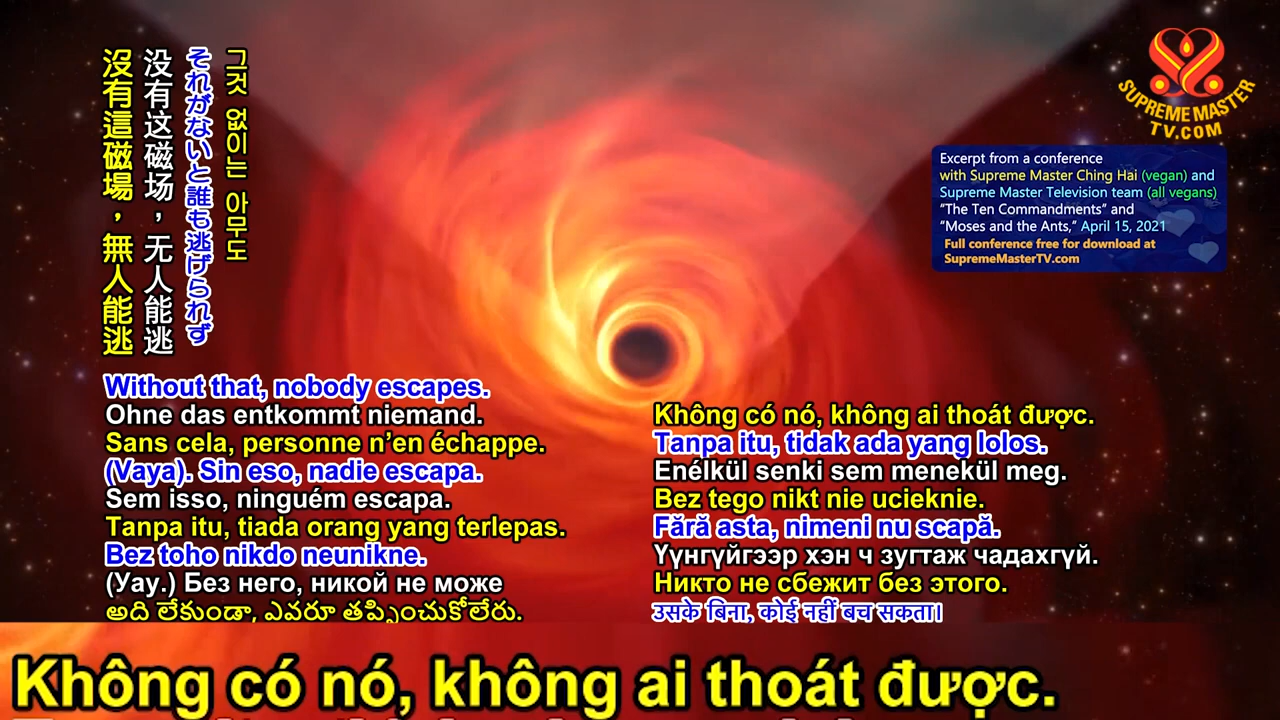 沒有這磁場，無人能逃
没有这磁场，无人能逃
それがないと誰も逃げられず
그것 없이는 아무도
SUPREME MASTER
TV.COM
Excerpt from a conference
with Supreme Master Ching Hai (vegan) and
Supreme Master Television team (all vegans)
“The Ten Commandments” and
“Moses and the Ants,” April 15, 2021
Full conference free for download at
SupremeMasterTV.com
Without that, nobody escapes.
Ohne das entkommt niemand.
Sans cela, personne n’en échappe.
(Vaya). Sin eso, nadie escapa.
Sem isso, ninguém escapa.
Tanpa itu, tiada orang yang terlepas.
Bez toho nikdo neunikne.
(Уау.) Без него, никой не може
అది లేకుండా, ఎవరూ తప్పించుకోలేరు.
Không có nó, không ai thoát được.
Tanpa itu, tidak ada yang lolos.
Enélkül senki sem menekül meg.
Bez tego nikt nie ucieknie.
Fără asta, nimeni nu scapă.
Үүнгүйгээр хэн ч зугтаж чадахгүй.
Никто не сбежит без этого.
उसके बिना, कोई नहीं बच सकता।
Không có nó, không ai thoát được.